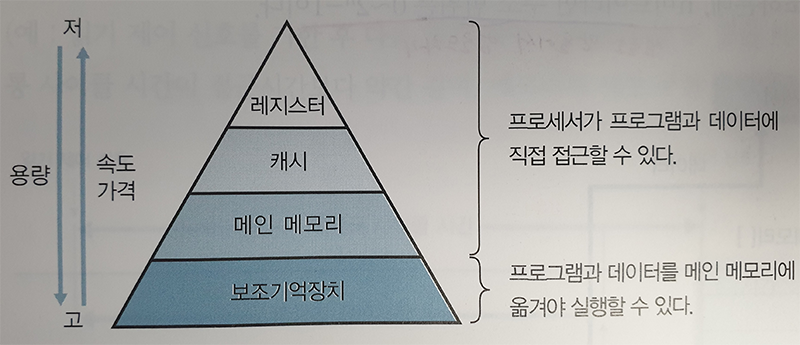 저
레지스터
캐시
메인 메모리
보조기억장치
용량
속도
가격
고
프로세서가 프로그램과 데이터에
직접 접근할 수 있다.
프로그램과 데이터를 메인 메모리에
옮겨야 실행할 수 있다.